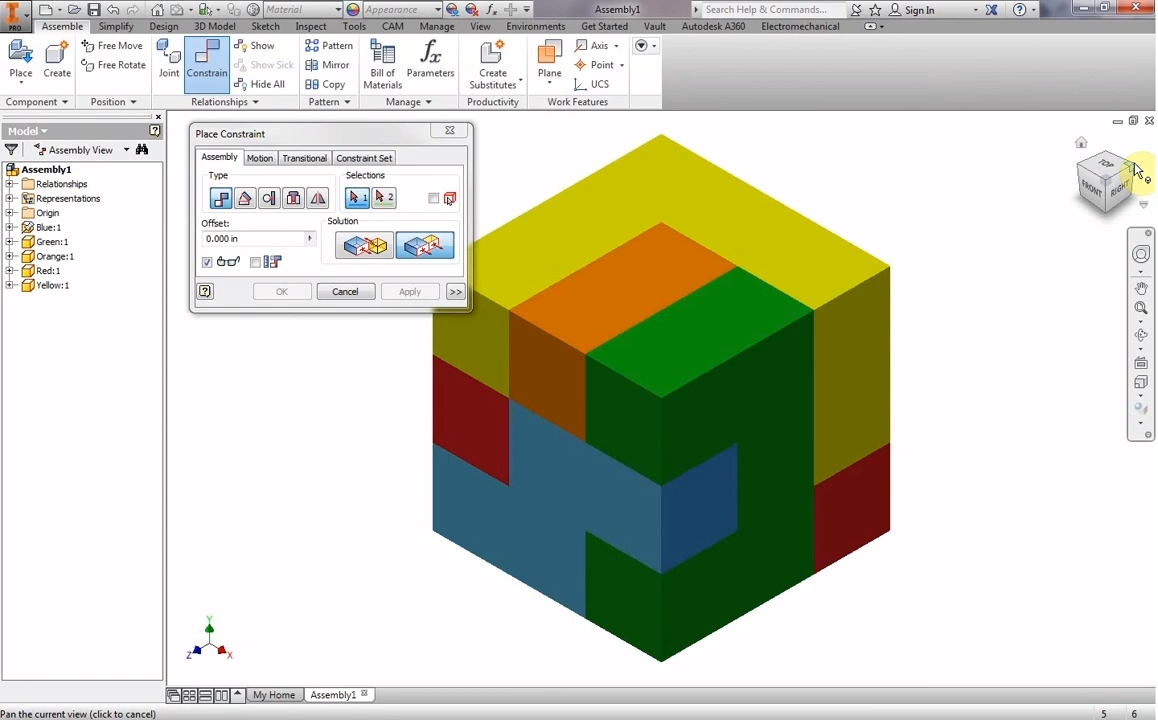 Material
Appearance
Assembly1
Search Help & Commands...
Sign In
PRO
Assemble Simplify Design 3D Model Sketch Inspect Tools CAM Manage View Environments Get Started Vault Autodesk A360 Electromechanical
Place Create Free Move Free Rotate Joint Constrain Show Show Sick Hide All Pattern Mirror Copy Bill of Materials Parameters Create Substitutes Plane Axis Point UCS
Component Position Relationships Pattern Manage Productivity Work Features
Model
Assembly View
Assembly1
Relationships
Representations
Origin
Blue:1
Green:1
Orange:1
Red:1
Yellow:1
Place Constraint
Assembly Motion Transitional Constraint Set
Type Selections
1 2
Offset: Solution
0.000 in
OK Cancel Apply >>
TOP
FRONT RIGHT
Y
Z X
My Home Assembly1
Pan the current view (click to cancel) 5 6